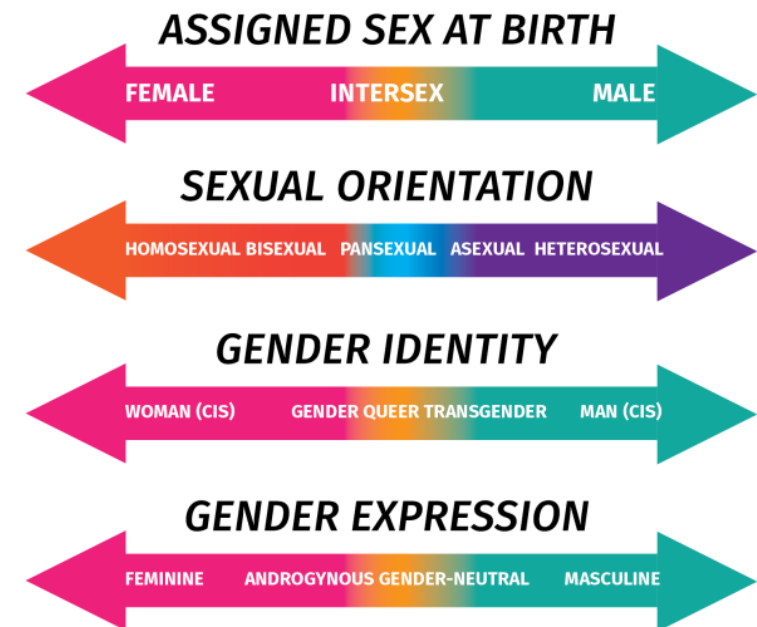 ASSIGNED SEX AT BIRTH
FEMALE INTERSEX MALE
SEXUAL ORIENTATION
HOMOSEXUAL BISEXUAL PANSEXUAL ASEXUAL HETEROSEXUAL
GENDER IDENTITY
WOMAN (CIS) GENDER QUEER TRANSGENDER MAN (CIS)
GENDER EXPRESSION
FEMININE ANDROGYNOUS GENDER-NEUTRAL MASCULINE